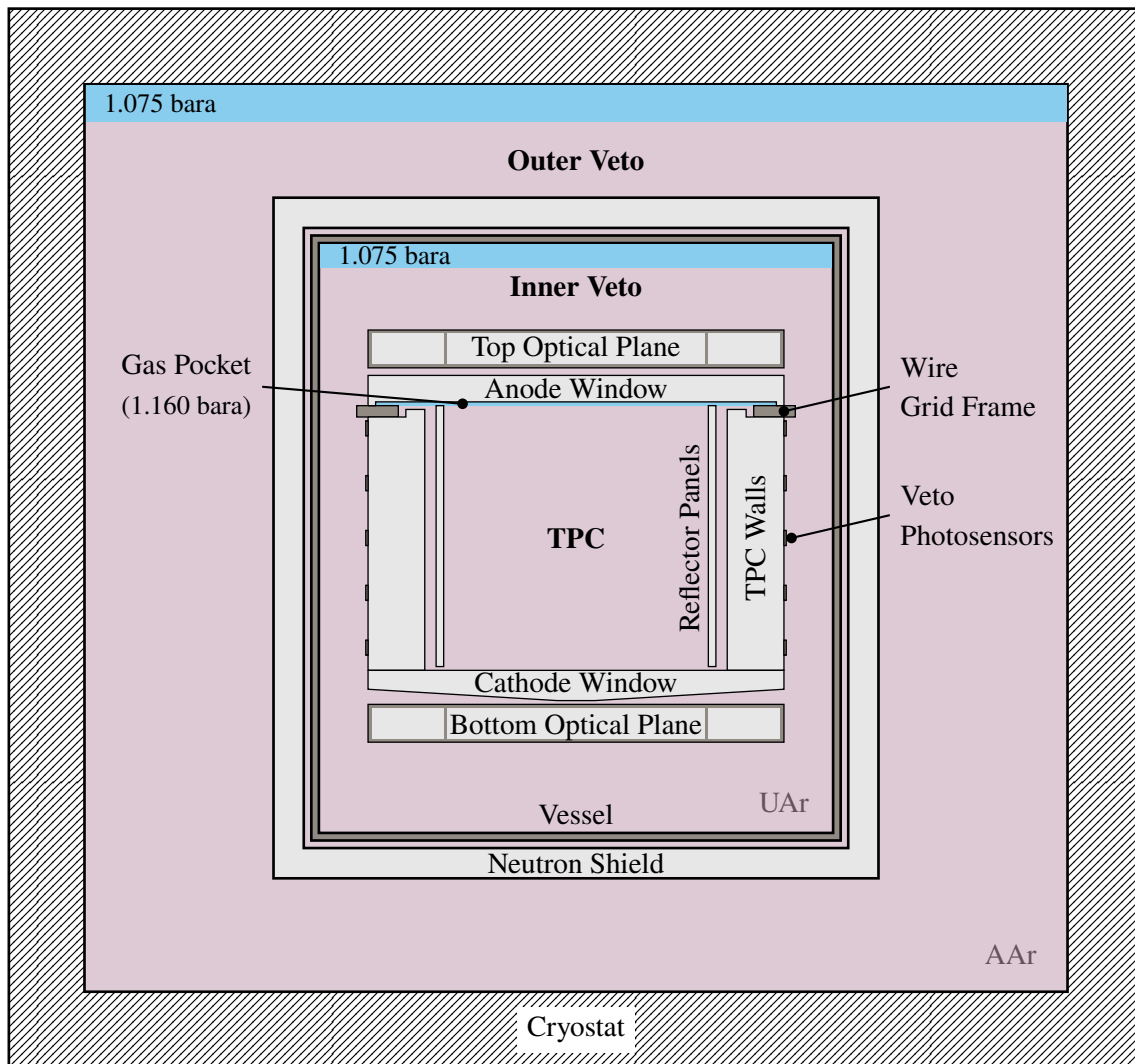 1.075 bara
Outer Veto
1.075 bara
Inner Veto
Top Optical Plane
Gas Pocket
(1.160 bara)
Anode Window
Wire
Grid Frame
Reflector Panels
TPC Walls
Veto
Photosensors
TPC
Cathode Window
Bottom Optical Plane
UAr
Vessel
Neutron Shield
AAr
Cryostat